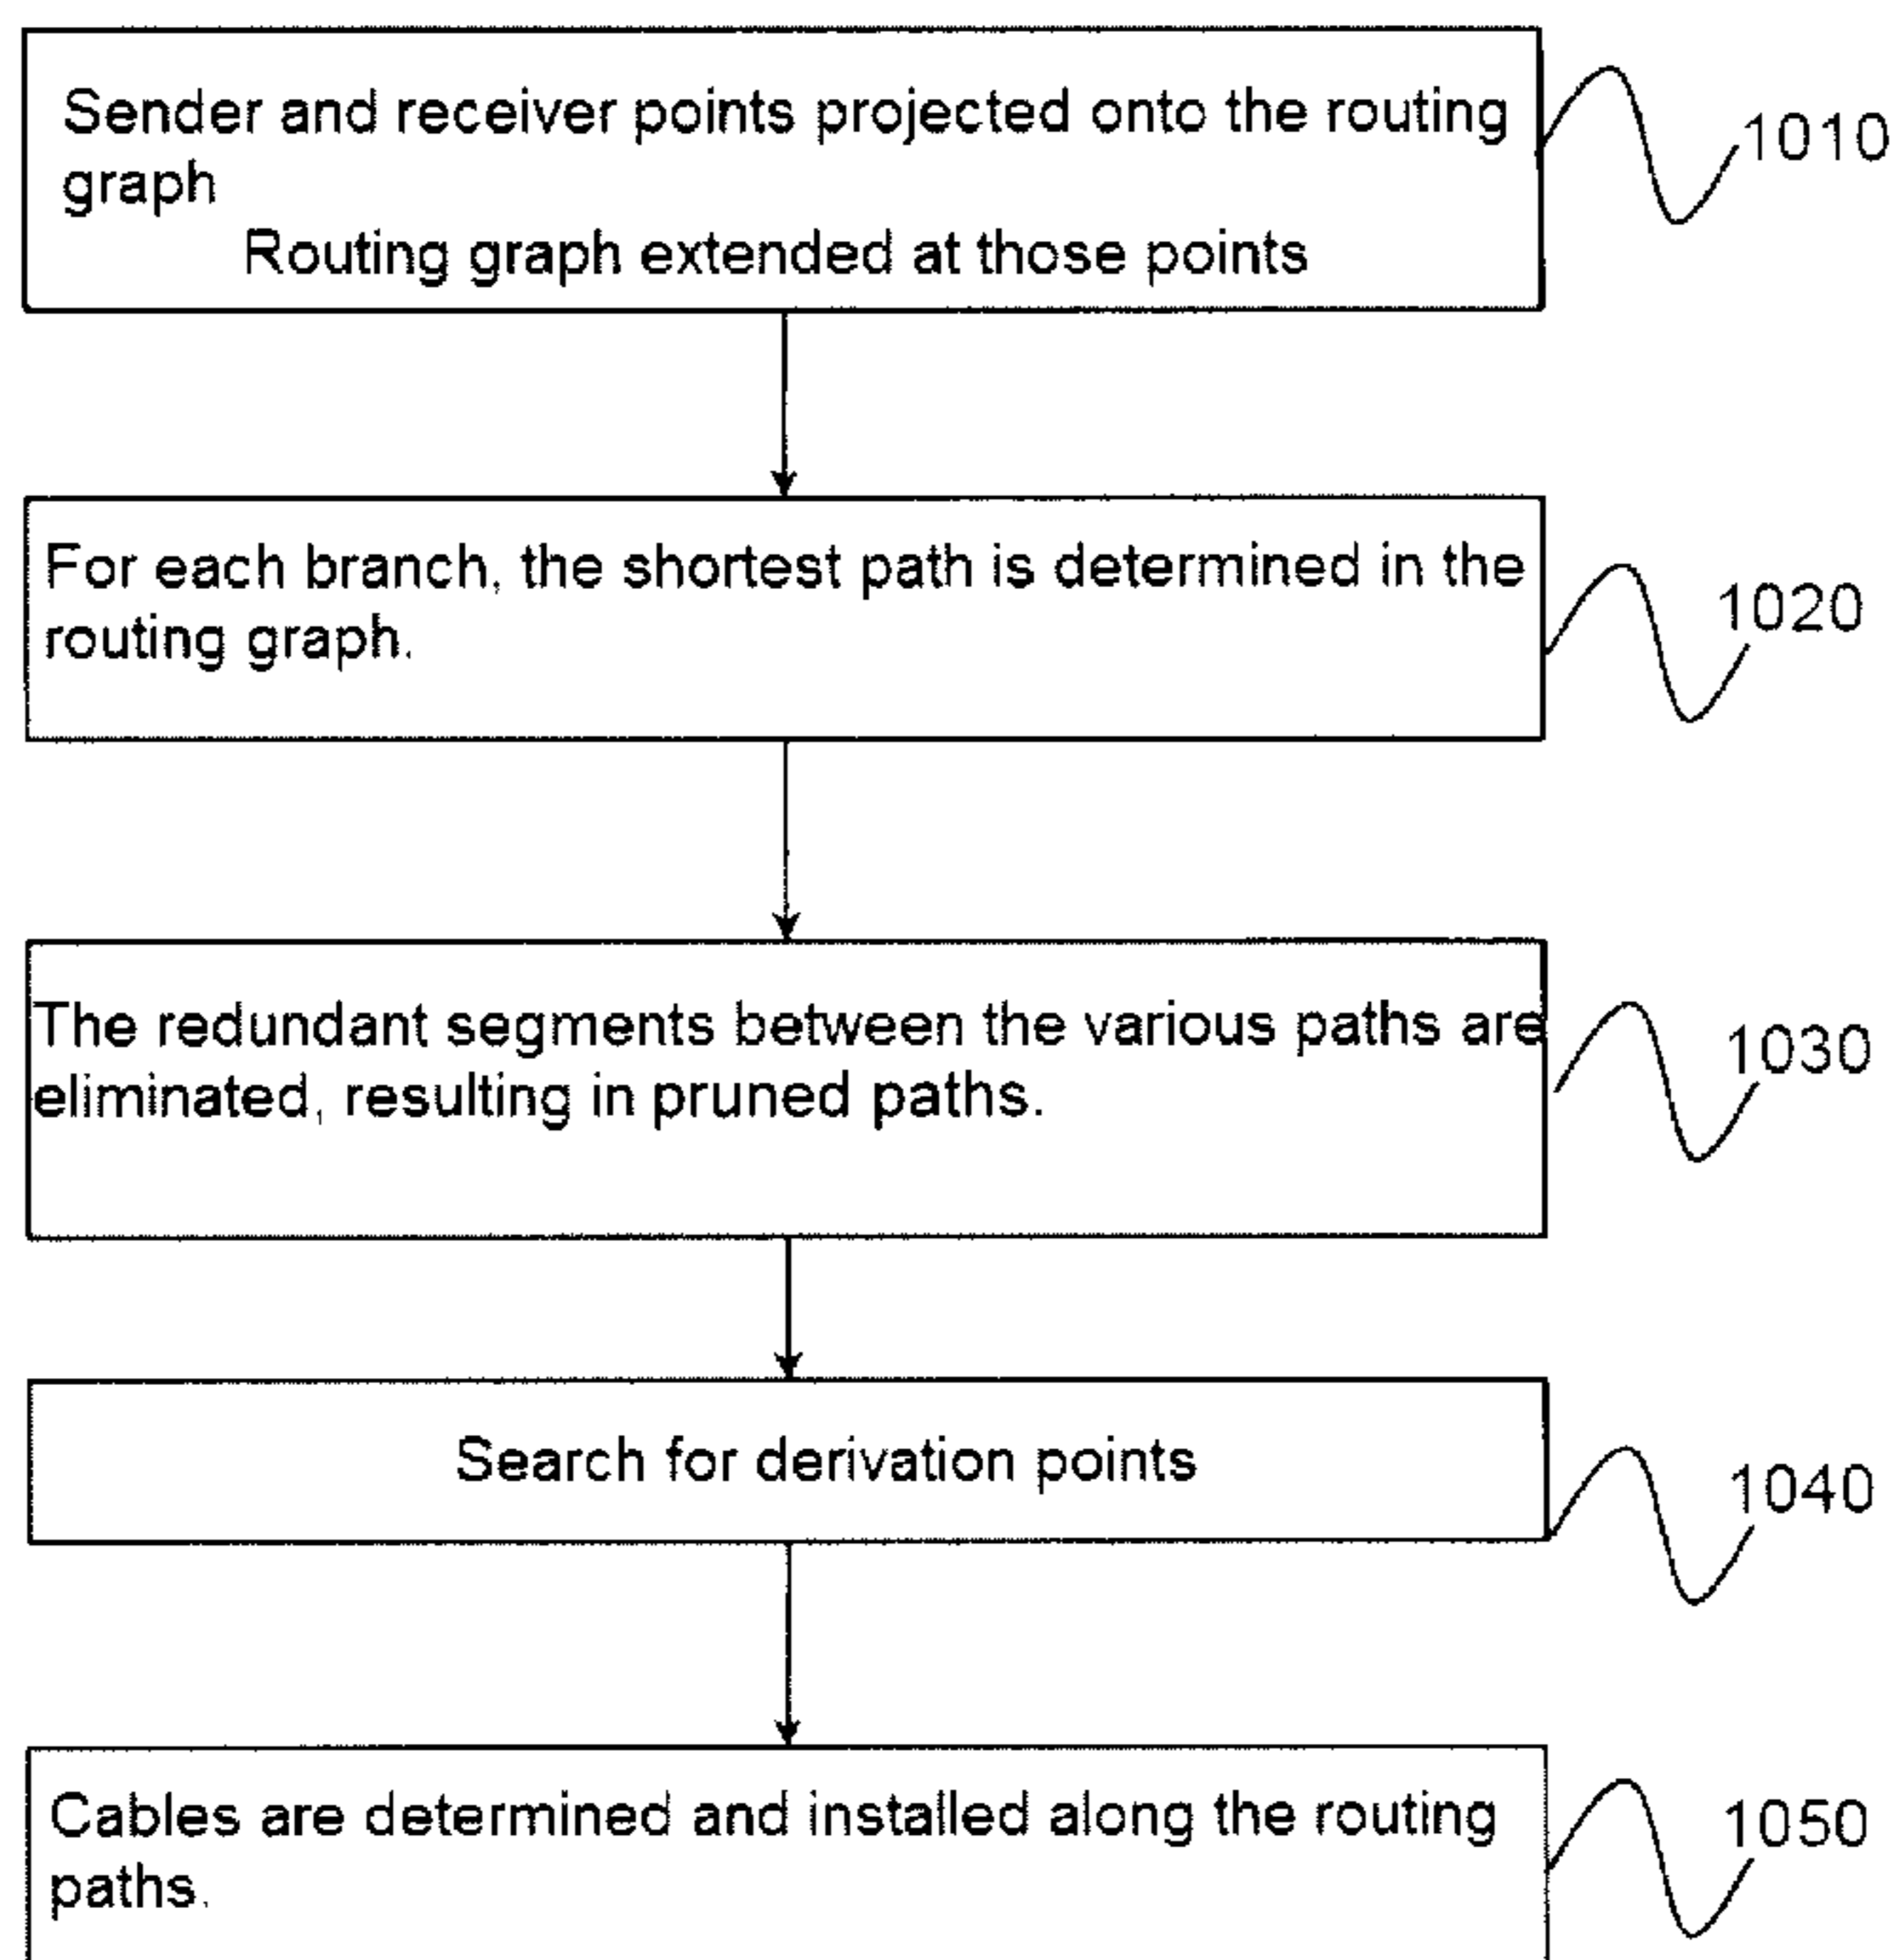 Sender and receiver points projected onto the routing
graph
Routing graph extended at those points
1010
For each branch, the shortest path is determined in the
routing graph.
1020
The redundant segments between the various paths are
eliminated, resulting in pruned paths.
1030
Search for derivation points
1040
Cables are determined and installed along the routing
paths.
1050